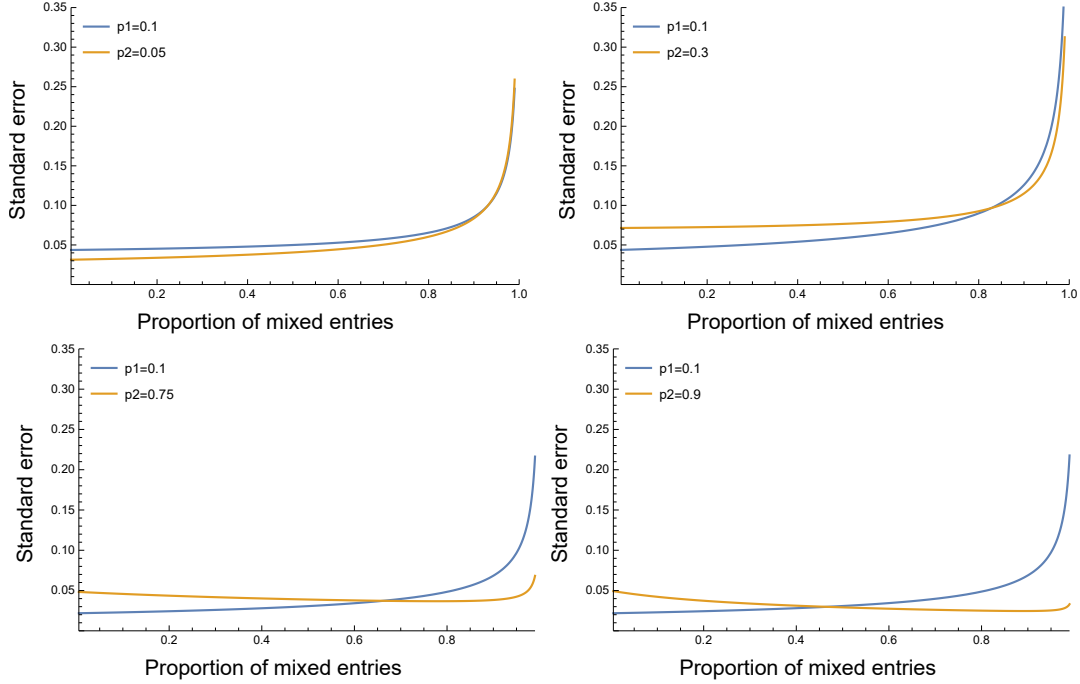 0.35
p1=0.1
0.30
p2=0.05
0.25
0.20
0.15
0.10
0.05
0.2 0.4 0.6 0.8 1.0
Standard error
Proportion of mixed entries
0.35
p1=0.1
0.30
p2=0.3
0.25
0.20
0.15
0.10
0.05
0.2 0.4 0.6 0.8 1.0
Standard error
Proportion of mixed entries
0.35
p1=0.1
0.30
p2=0.75
0.25
0.20
0.15
0.10
0.05
0.2 0.4 0.6 0.8
Standard error
Proportion of mixed entries
0.35
p1=0.1
0.30
p2=0.9
0.25
0.20
0.15
0.10
0.05
0.2 0.4 0.6 0.8
Standard error
Proportion of mixed entries